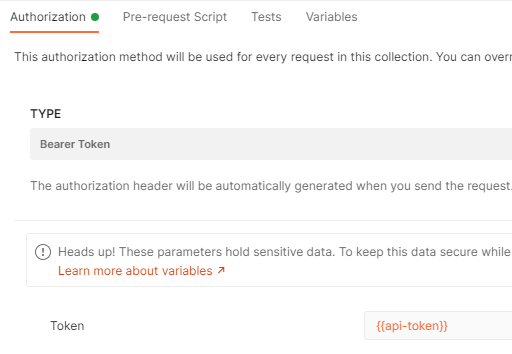 Authorization Pre-request Script Tests Variables
This authorization method will be used for every request in this collection. You can
TYPE
Bearer Token
The authorization header will be automatically generated when you send the request.
Heads up! These parameters hold sensitive data. To keep this data secure while
Learn more about variables ↗
Token {{api-token}}